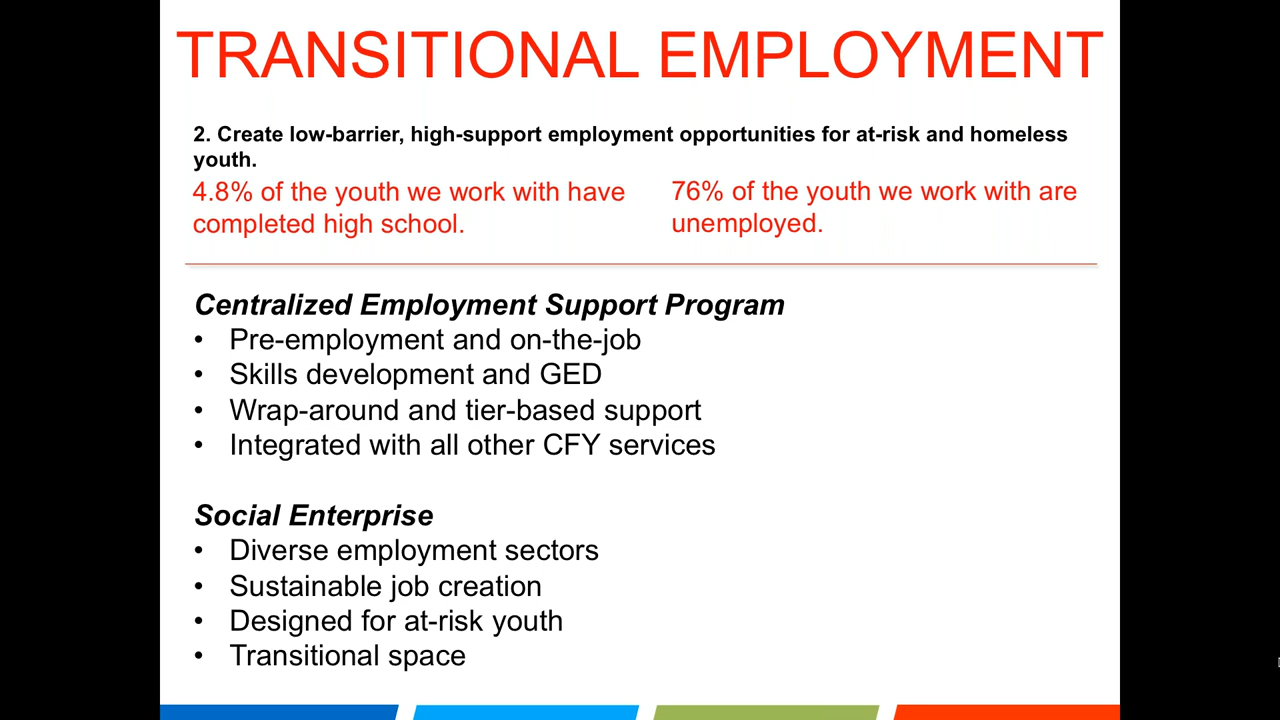 TRANSITIONAL EMPLOYMENT
2. Create low-barrier, high-support employment opportunities for at-risk and homeless
youth.
4.8% of the youth we work with have
completed high school.
76% of the youth we work with are
unemployed.
Centralized Employment Support Program
• Pre-employment and on-the-job
• Skills development and GED
• Wrap-around and tier-based support
• Integrated with all other CFY services
Social Enterprise
• Diverse employment sectors
• Sustainable job creation
• Designed for at-risk youth
• Transitional space